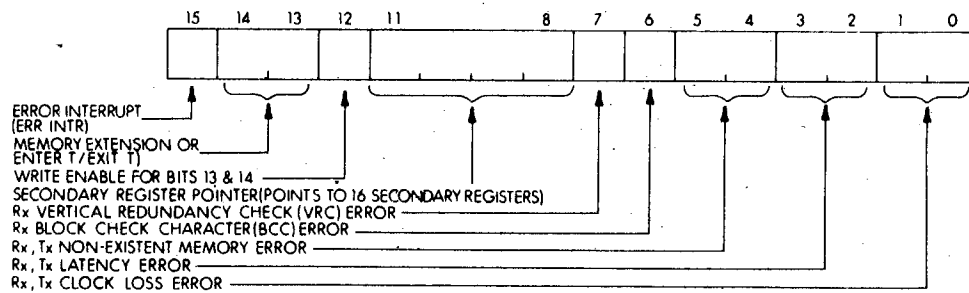 15 14 13 12 11 8 7 6 5 4 3 2 1 0
ERROR INTERRUPT
(ERR INTR)
MEMORY EXTENSION OR
ENTER T/EXIT T)
WRITE ENABLE FOR BITS 13 & 14
SECONDARY REGISTER POINTER(POINTS TO 16 SECONDARY REGISTERS)
Rx VERTICAL REDUNDANCY CHECK (VRC) ERROR
Rx BLOCK CHECK CHARACTER(BCC) ERROR
Rx, Tx NON-EXISTENT MEMORY ERROR
Rx, Tx LATENCY ERROR
Rx, Tx CLOCK LOSS ERROR